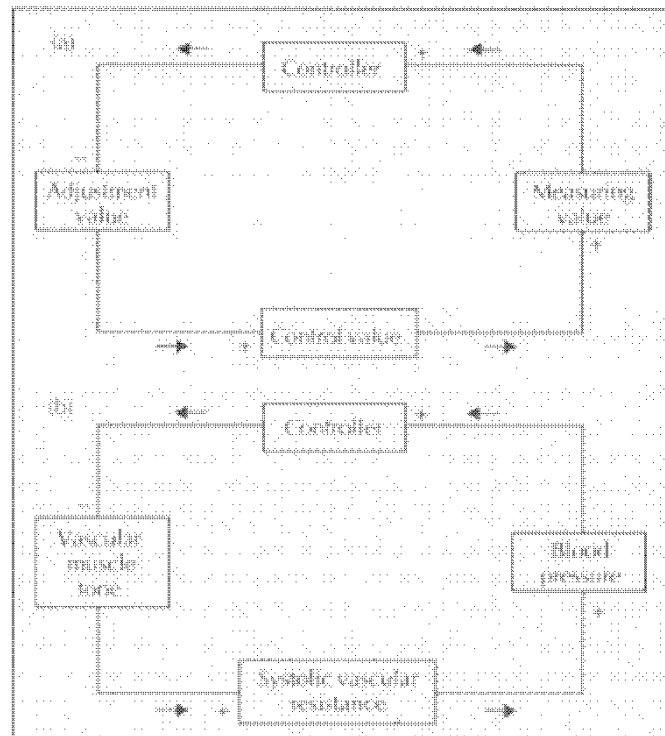 (a)
Controller
Adjustment
value
Measuring
value
Control value
(b)
Controller
Vascular
muscle
tone
Blood
pressure
Systolic vascular
resistance